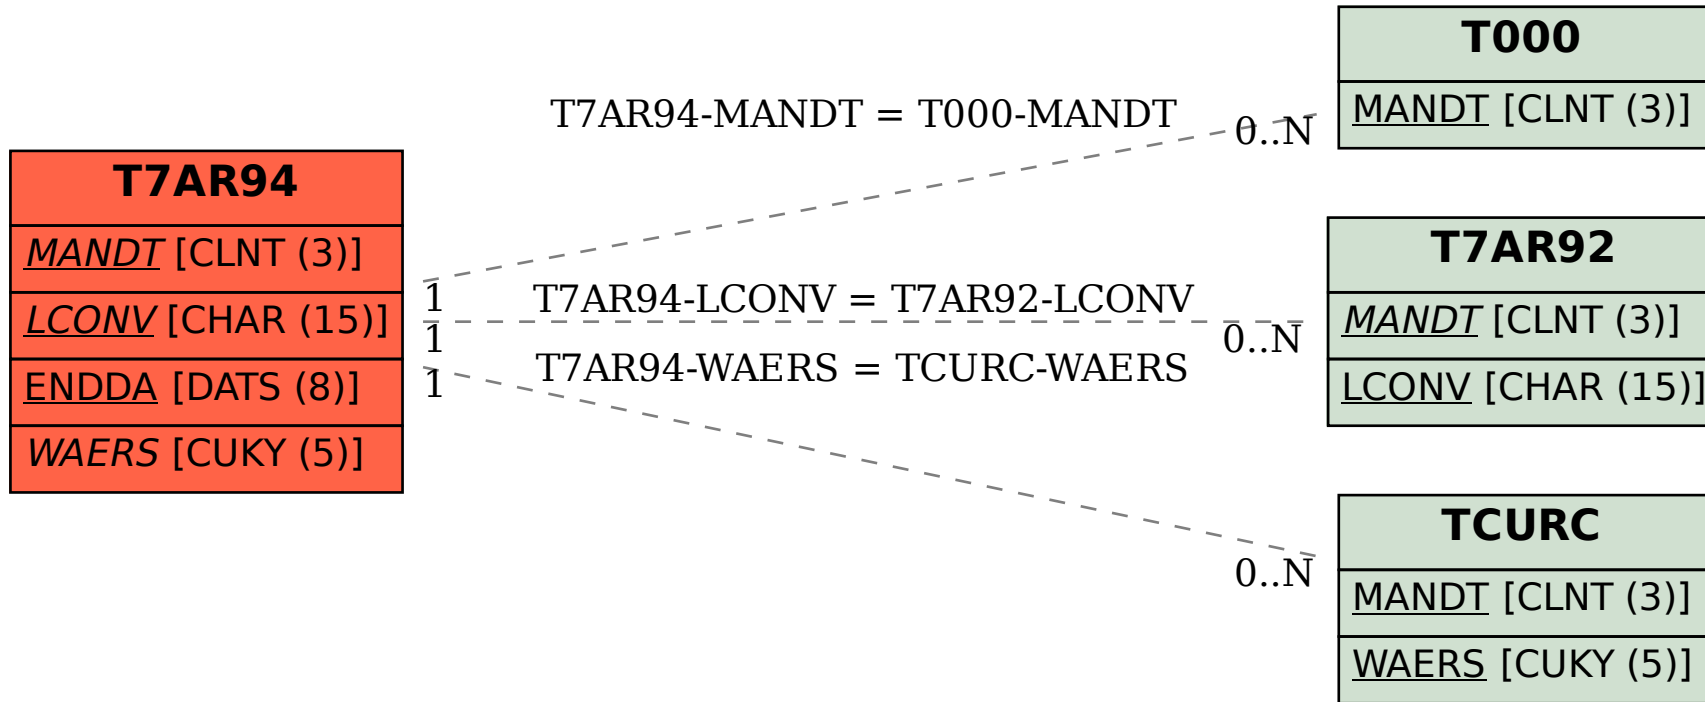 T7AR94
MANDT [CLNT (3)]
LCONV [CHAR (15)]
ENDDA [DATS (8)]
WAERS [CUKY (5)]
T7AR94-MANDT = T000-MANDT
0..N
1
T7AR94-LCONV = T7AR92-LCONV
1
0..N
T7AR94-WAERS = TCURC-WAERS
1
0..N
T000
MANDT [CLNT (3)]
T7AR92
MANDT [CLNT (3)]
LCONV [CHAR (15)]
TCURC
MANDT [CLNT (3)]
WAERS [CUKY (5)]